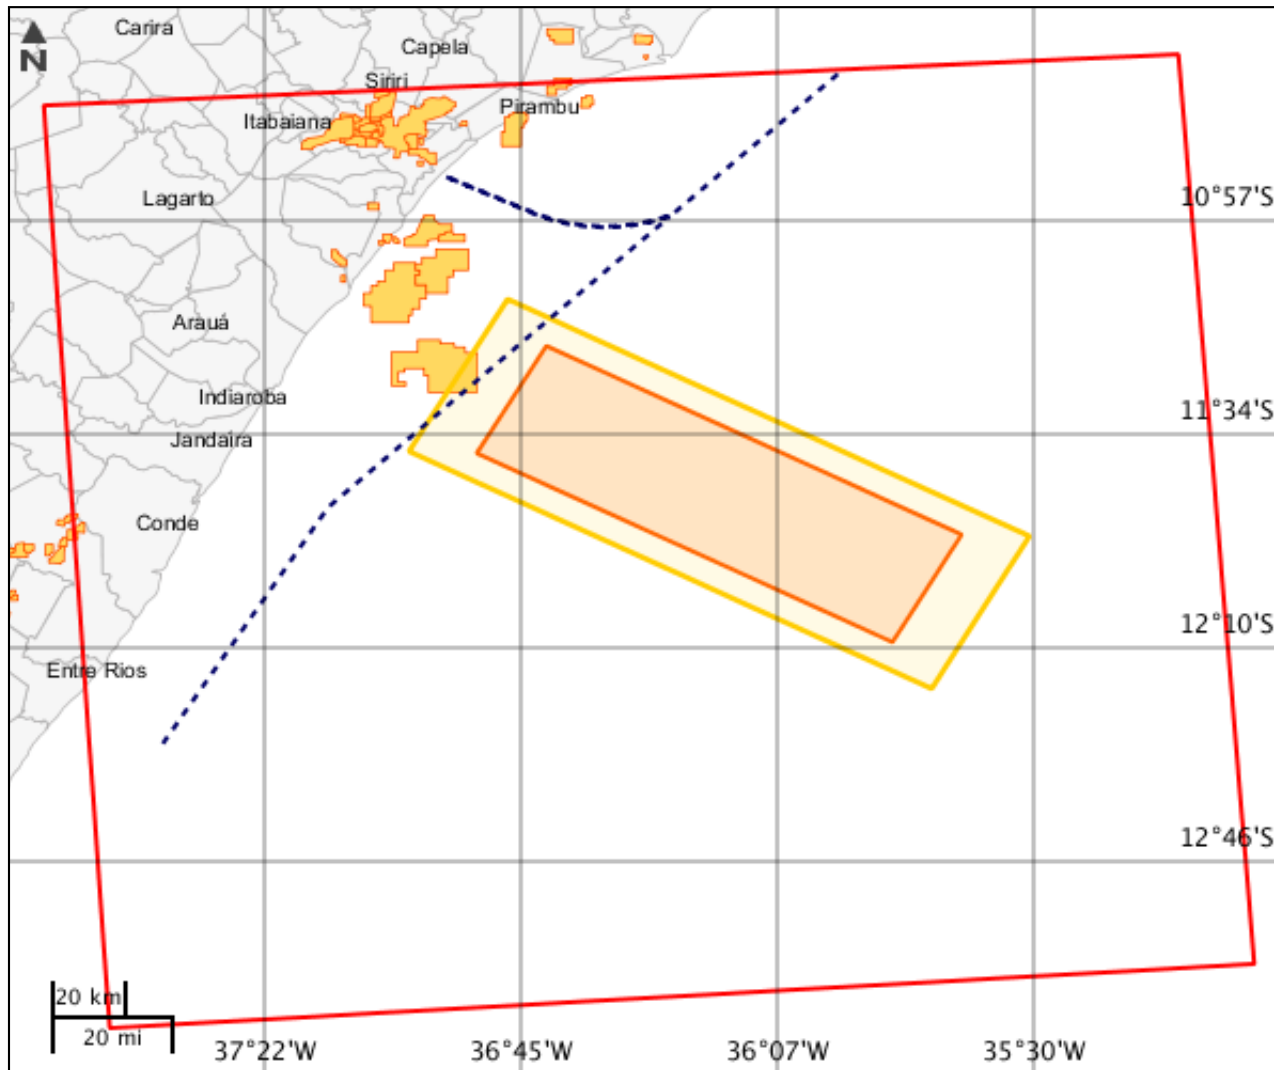 Carira
Capela
N
Siriri
Pirambu
Itabaiana
Lagarto
10°57'S
Arauá
Indiaroba
11°34'S
Jandaíra
Conde
12°10'S
Entre Rios
12°46'S
20 km
20 mi
37°22'W
36°45'W
36°07'W
35°30'W